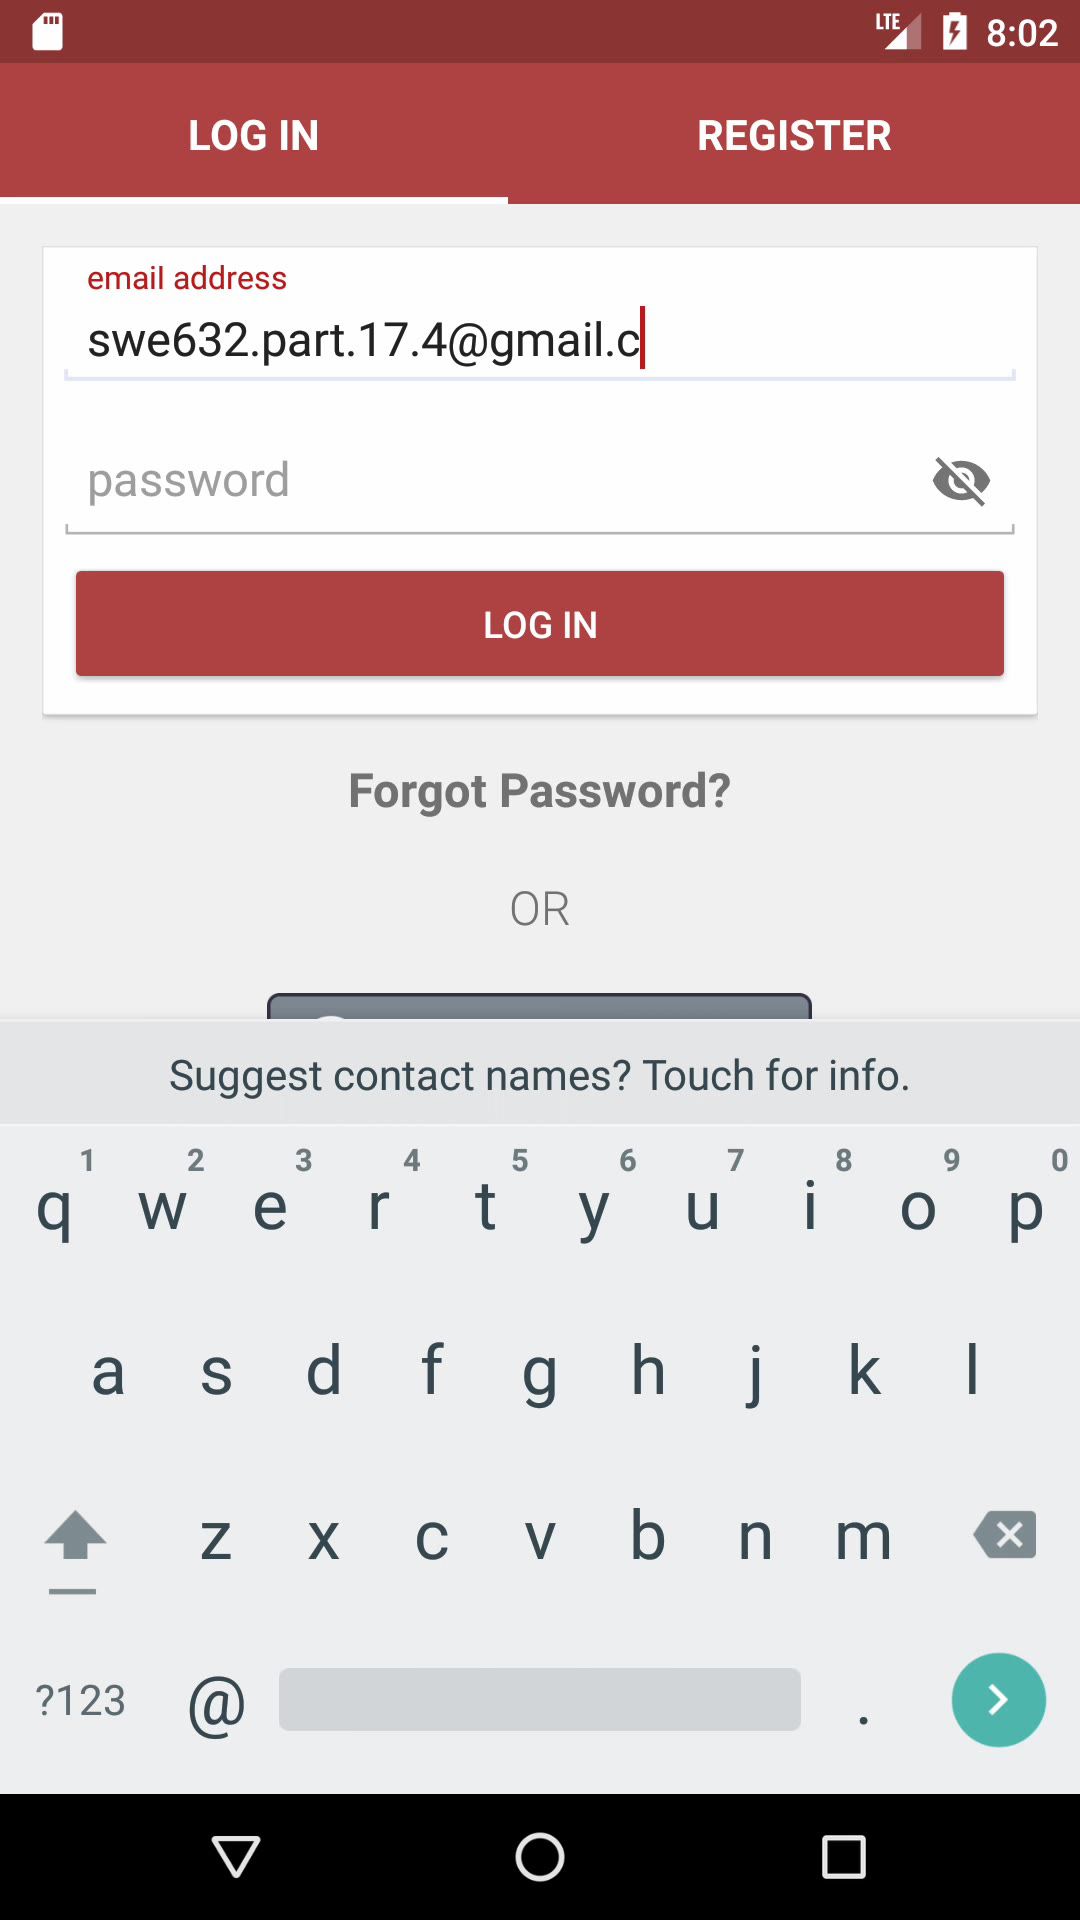 LTE 8:02
LOG IN REGISTER
email address
swe632.part.17.4@gmail.c
password
LOG IN
Forgot Password?
OR
Suggest contact names? Touch for info.
1 2 3 4 5 6 7 8 9 0
q w e r t y u i o p
a s d f g h j k l
z x c v b n m
?123 @ .